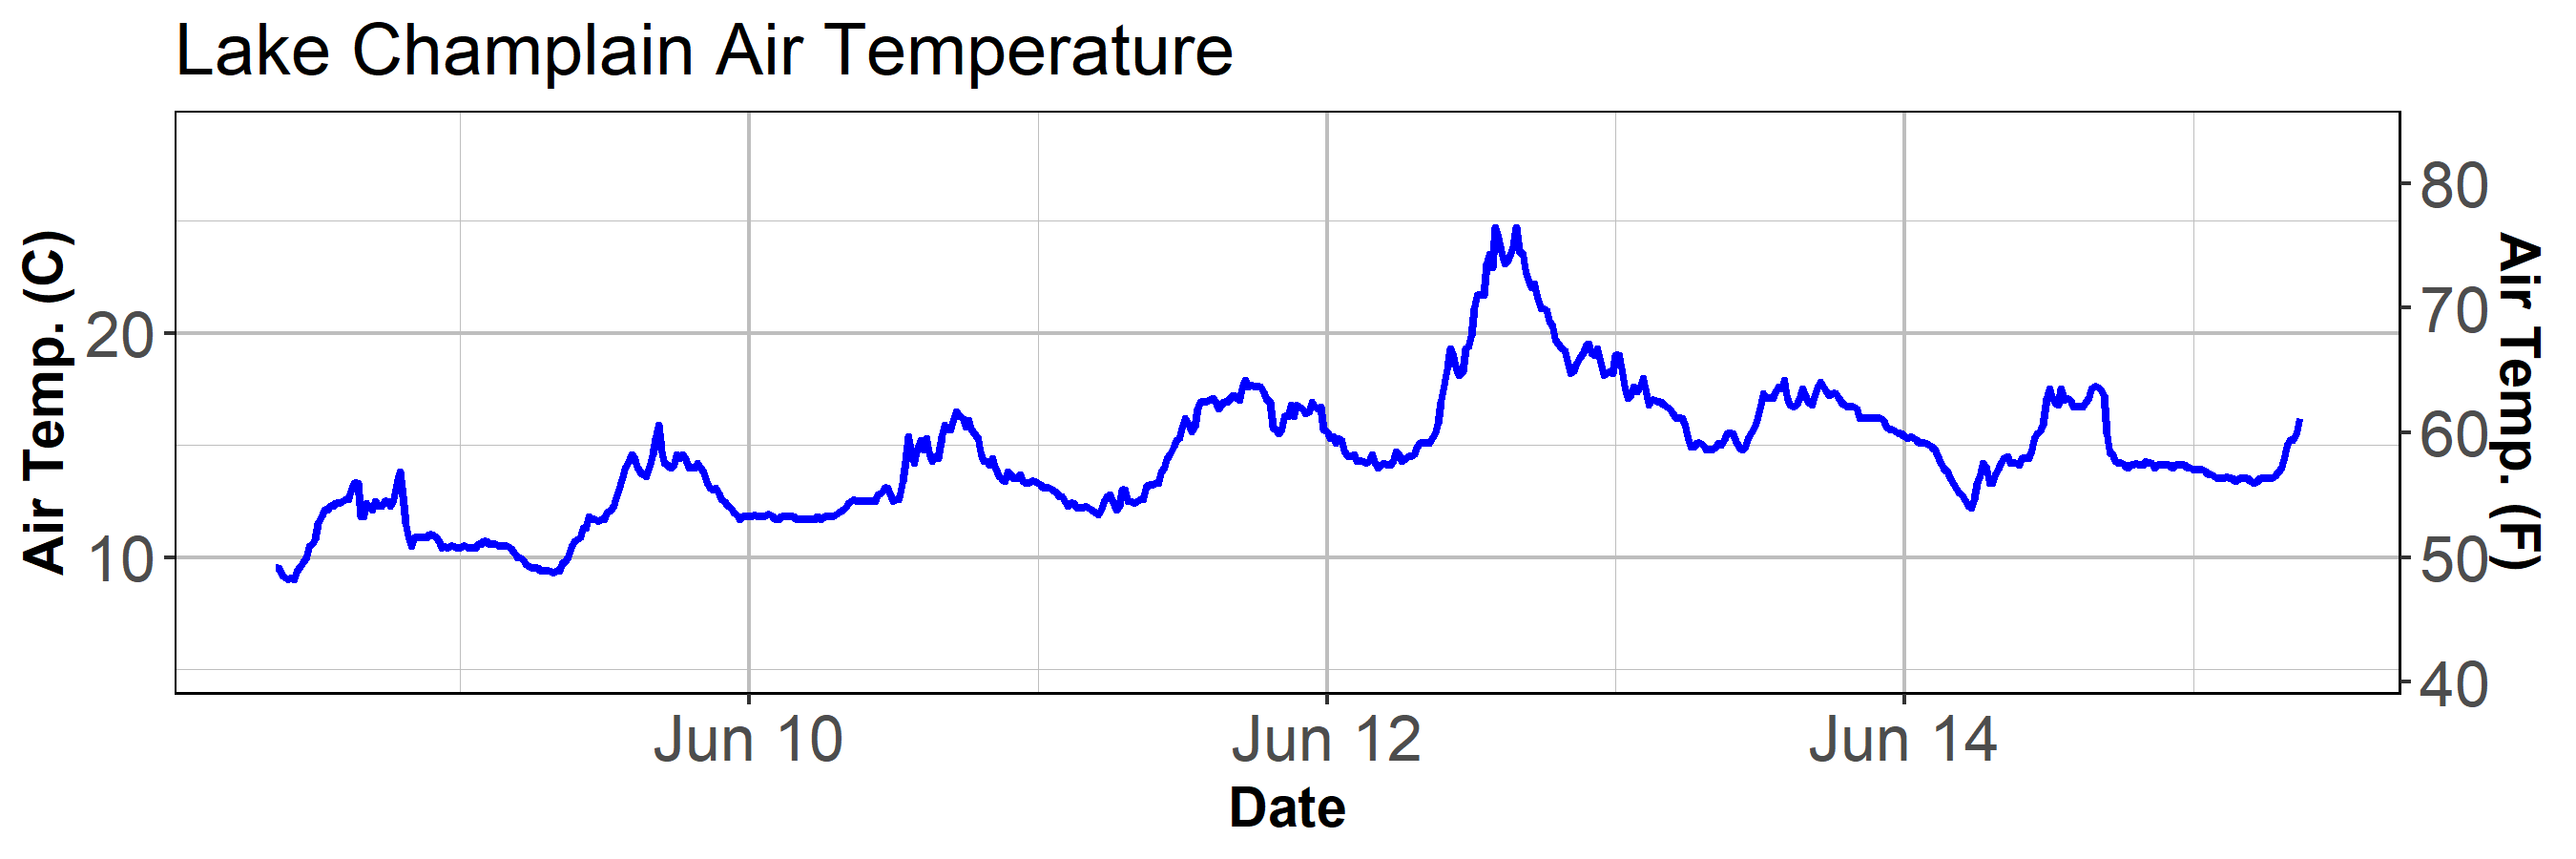 Lake Champlain Air Temperature
Air Temp. (C)
20
10
80
70
60
50
40
Air Temp. (F)
Jun 10 Jun 12 Jun 14
Date